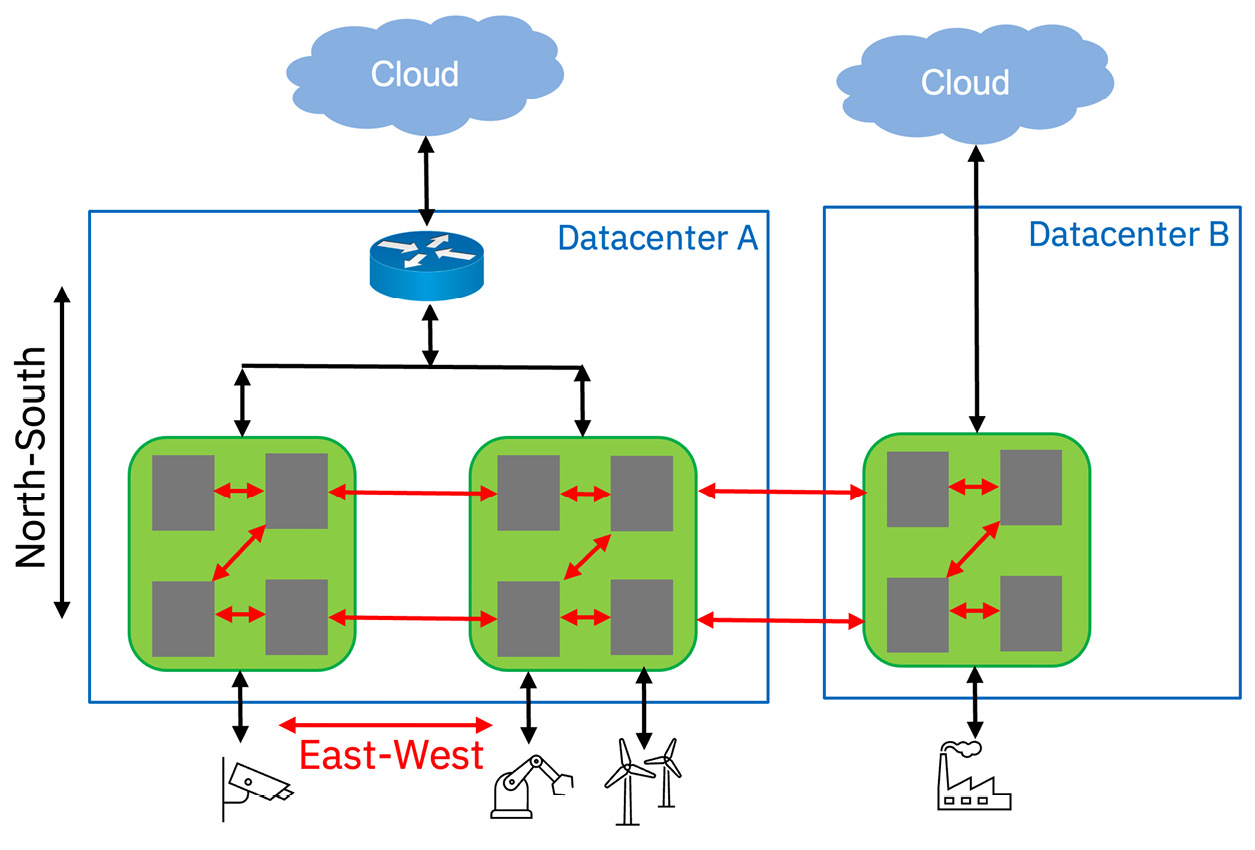 Cloud
Cloud
Datacenter A
Datacenter B
North-South
East-West